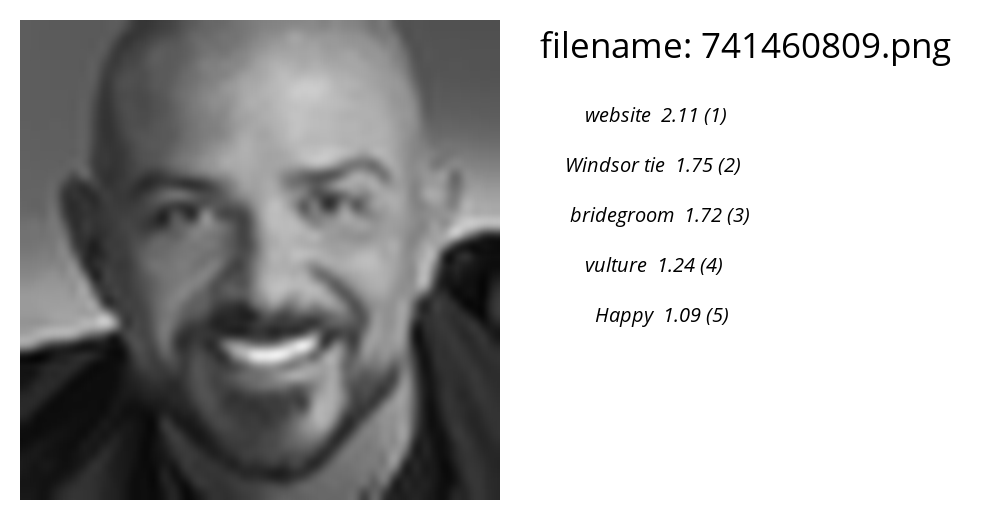 filename: 741460809.png
website 2.11 (1)
Windsor tie 1.75 (2)
bridegroom 1.72 (3)
vulture 1.24 (4)
Happy 1.09 (5)